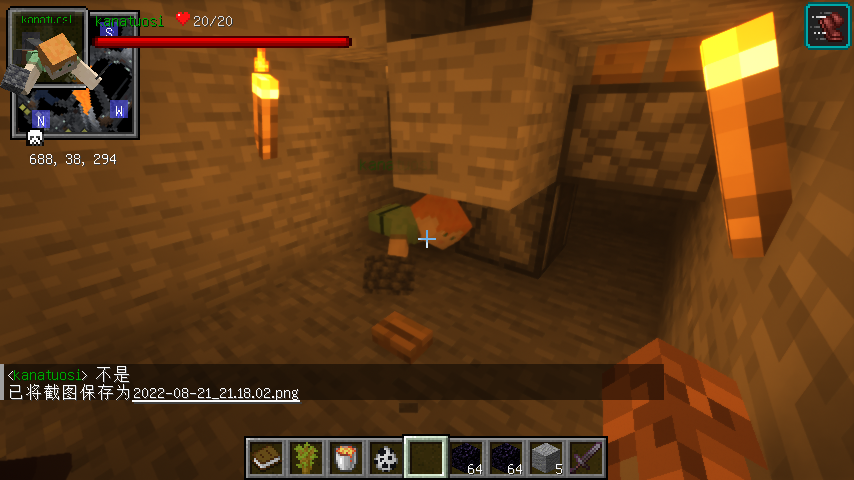 kanatuosi
S
kanatuosi 20/20
W
N
688, 38, 294
<kanatuosi> 不是
已将截图保存为2022-08-21_21.18.02.png
64
64
5